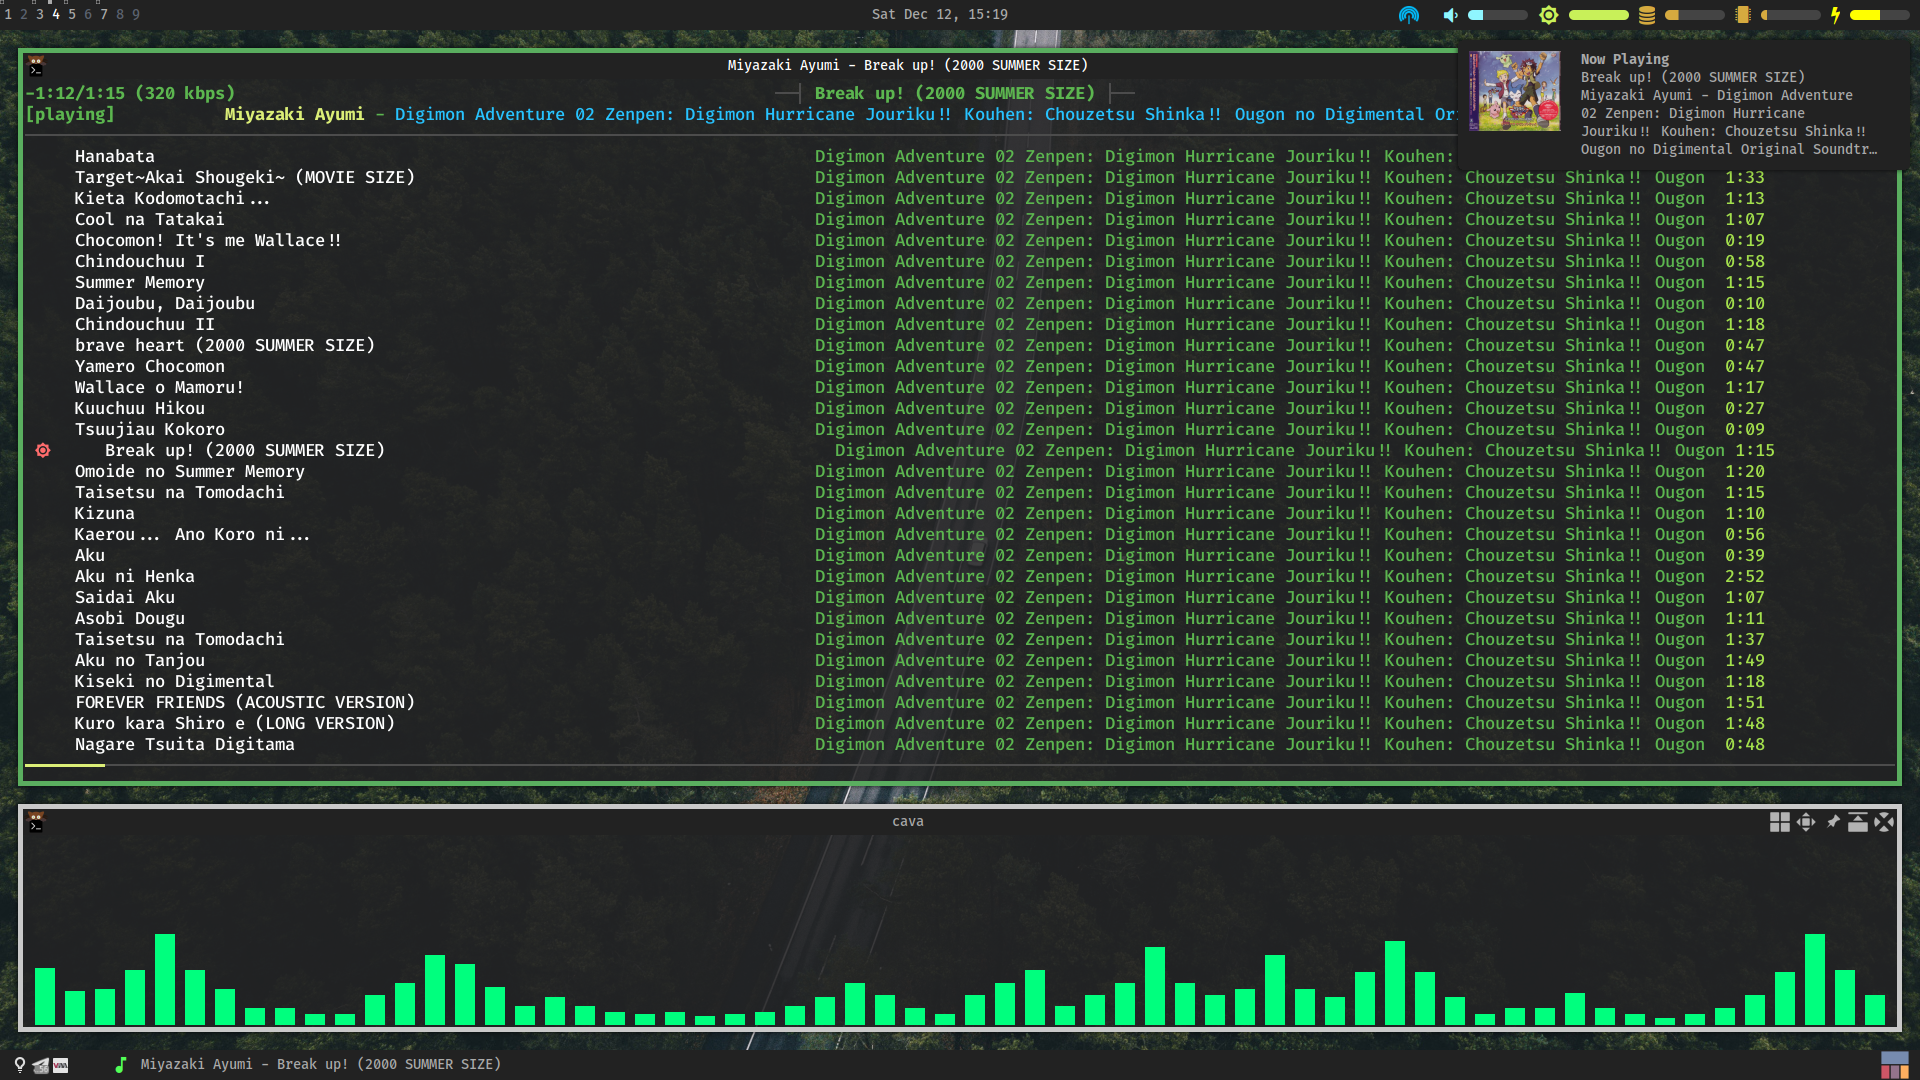 1 2 3 4 5 6 7 8 9
Sat Dec 12, 15:19
Miyazaki Ayumi - Break up! (2000 SUMMER SIZE)
-1:12/1:15 (320 kbps)
Break up! (2000 SUMMER SIZE)
[playing]
Miyazaki Ayumi - Digimon Adventure 02 Zenpen: Digimon Hurricane Jouriku!! Kouhen: Chouzetsu Shinka!! Ougon no Digimental Or
Now Playing
Break up! (2000 SUMMER SIZE)
Miyazaki Ayumi - Digimon Adventure
02 Zenpen: Digimon Hurricane
Jouriku!! Kouhen: Chouzetsu Shinka!!
Ougon no Digimental Original Soundtr…
Hanabata Digimon Adventure 02 Zenpen: Digimon Hurricane Jouriku!! Kouhen:
Target~Akai Shougeki~ (MOVIE SIZE) Digimon Adventure 02 Zenpen: Digimon Hurricane Jouriku!! Kouhen: Chouzetsu Shinka!! Ougon 1:33
Kieta Kodomotachi... Digimon Adventure 02 Zenpen: Digimon Hurricane Jouriku!! Kouhen: Chouzetsu Shinka!! Ougon 1:13
Cool na Tatakai Digimon Adventure 02 Zenpen: Digimon Hurricane Jouriku!! Kouhen: Chouzetsu Shinka!! Ougon 1:07
Chocomon! It's me Wallace!! Digimon Adventure 02 Zenpen: Digimon Hurricane Jouriku!! Kouhen: Chouzetsu Shinka!! Ougon 0:19
Chindouchuu I Digimon Adventure 02 Zenpen: Digimon Hurricane Jouriku!! Kouhen: Chouzetsu Shinka!! Ougon 0:58
Summer Memory Digimon Adventure 02 Zenpen: Digimon Hurricane Jouriku!! Kouhen: Chouzetsu Shinka!! Ougon 1:15
Daijoubu, Daijoubu Digimon Adventure 02 Zenpen: Digimon Hurricane Jouriku!! Kouhen: Chouzetsu Shinka!! Ougon 0:10
Chindouchuu II Digimon Adventure 02 Zenpen: Digimon Hurricane Jouriku!! Kouhen: Chouzetsu Shinka!! Ougon 1:18
brave heart (2000 SUMMER SIZE) Digimon Adventure 02 Zenpen: Digimon Hurricane Jouriku!! Kouhen: Chouzetsu Shinka!! Ougon 0:47
Yamero Chocomon Digimon Adventure 02 Zenpen: Digimon Hurricane Jouriku!! Kouhen: Chouzetsu Shinka!! Ougon 0:47
Wallace o Mamoru! Digimon Adventure 02 Zenpen: Digimon Hurricane Jouriku!! Kouhen: Chouzetsu Shinka!! Ougon 1:17
Kuuchuu Hikou Digimon Adventure 02 Zenpen: Digimon Hurricane Jouriku!! Kouhen: Chouzetsu Shinka!! Ougon 0:27
Tsuujiau Kokoro Digimon Adventure 02 Zenpen: Digimon Hurricane Jouriku!! Kouhen: Chouzetsu Shinka!! Ougon 0:09
Break up! (2000 SUMMER SIZE) Digimon Adventure 02 Zenpen: Digimon Hurricane Jouriku!! Kouhen: Chouzetsu Shinka!! Ougon 1:15
Omoide no Summer Memory Digimon Adventure 02 Zenpen: Digimon Hurricane Jouriku!! Kouhen: Chouzetsu Shinka!! Ougon 1:20
Taisetsu na Tomodachi Digimon Adventure 02 Zenpen: Digimon Hurricane Jouriku!! Kouhen: Chouzetsu Shinka!! Ougon 1:15
Kizuna Digimon Adventure 02 Zenpen: Digimon Hurricane Jouriku!! Kouhen: Chouzetsu Shinka!! Ougon 1:10
Kaerou... Ano Koro ni... Digimon Adventure 02 Zenpen: Digimon Hurricane Jouriku!! Kouhen: Chouzetsu Shinka!! Ougon 0:56
Aku Digimon Adventure 02 Zenpen: Digimon Hurricane Jouriku!! Kouhen: Chouzetsu Shinka!! Ougon 0:39
Aku ni Henka Digimon Adventure 02 Zenpen: Digimon Hurricane Jouriku!! Kouhen: Chouzetsu Shinka!! Ougon 2:52
Saidai Aku Digimon Adventure 02 Zenpen: Digimon Hurricane Jouriku!! Kouhen: Chouzetsu Shinka!! Ougon 1:07
Asobi Dougu Digimon Adventure 02 Zenpen: Digimon Hurricane Jouriku!! Kouhen: Chouzetsu Shinka!! Ougon 1:11
Taisetsu na Tomodachi Digimon Adventure 02 Zenpen: Digimon Hurricane Jouriku!! Kouhen: Chouzetsu Shinka!! Ougon 1:37
Aku no Tanjou Digimon Adventure 02 Zenpen: Digimon Hurricane Jouriku!! Kouhen: Chouzetsu Shinka!! Ougon 1:49
Kiseki no Digimental Digimon Adventure 02 Zenpen: Digimon Hurricane Jouriku!! Kouhen: Chouzetsu Shinka!! Ougon 1:18
FOREVER FRIENDS (ACOUSTIC VERSION) Digimon Adventure 02 Zenpen: Digimon Hurricane Jouriku!! Kouhen: Chouzetsu Shinka!! Ougon 1:51
Kuro kara Shiro e (LONG VERSION) Digimon Adventure 02 Zenpen: Digimon Hurricane Jouriku!! Kouhen: Chouzetsu Shinka!! Ougon 1:48
Nagare Tsuita Digitama Digimon Adventure 02 Zenpen: Digimon Hurricane Jouriku!! Kouhen: Chouzetsu Shinka!! Ougon 0:48
cava
Miyazaki Ayumi - Break up! (2000 SUMMER SIZE)